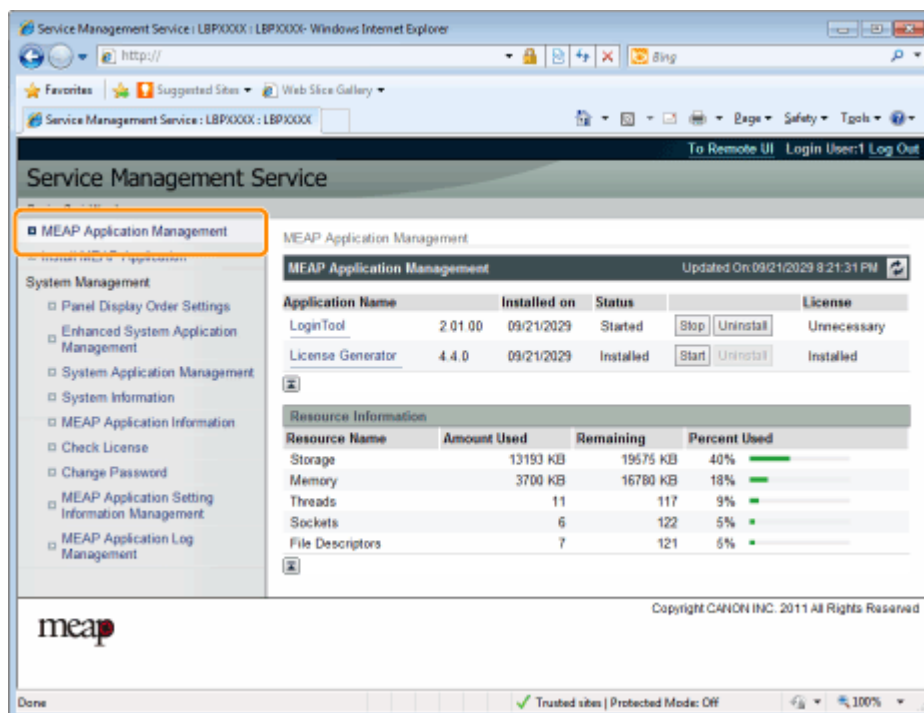 Service Management Service : LBPXXXX : LBPXXXX- Windows Internet Explorer
http://
Bing
Favorites Suggested Sites Web Slice Gallery
Service Management Service : LBPXXXX : LBPXXXX
Page Safety Tools
To Remote UI Login User:1 Log Out
Service Management Service
MEAP Application Management
System Management
Panel Display Order Settings
Enhanced System Application
Management
System Application Management
System Information
MEAP Application Information
Check License
Change Password
MEAP Application Setting
Information Management
MEAP Application Log
Management
MEAP Application Management
MEAP Application Management Updated On:09/21/2029 8:21:31 PM
Application Name Installed on Status License
LoginTool 2.01.00 09/21/2029 Started Stop Uninstall Unnecessary
License Generator 4.4.0 09/21/2029 Installed Start Uninstall Installed
Resource Information
Resource Name Amount Used Remaining Percent Used
Storage 13193 KB 19575 KB 40%
Memory 3700 KB 16780 KB 18%
Threads 11 117 9%
Sockets 6 122 5%
File Descriptors 7 121 6%
Copyright CANON INC. 2011 All Rights Reserved
meap
Done Trusted sites | Protected Mode: Off 100%